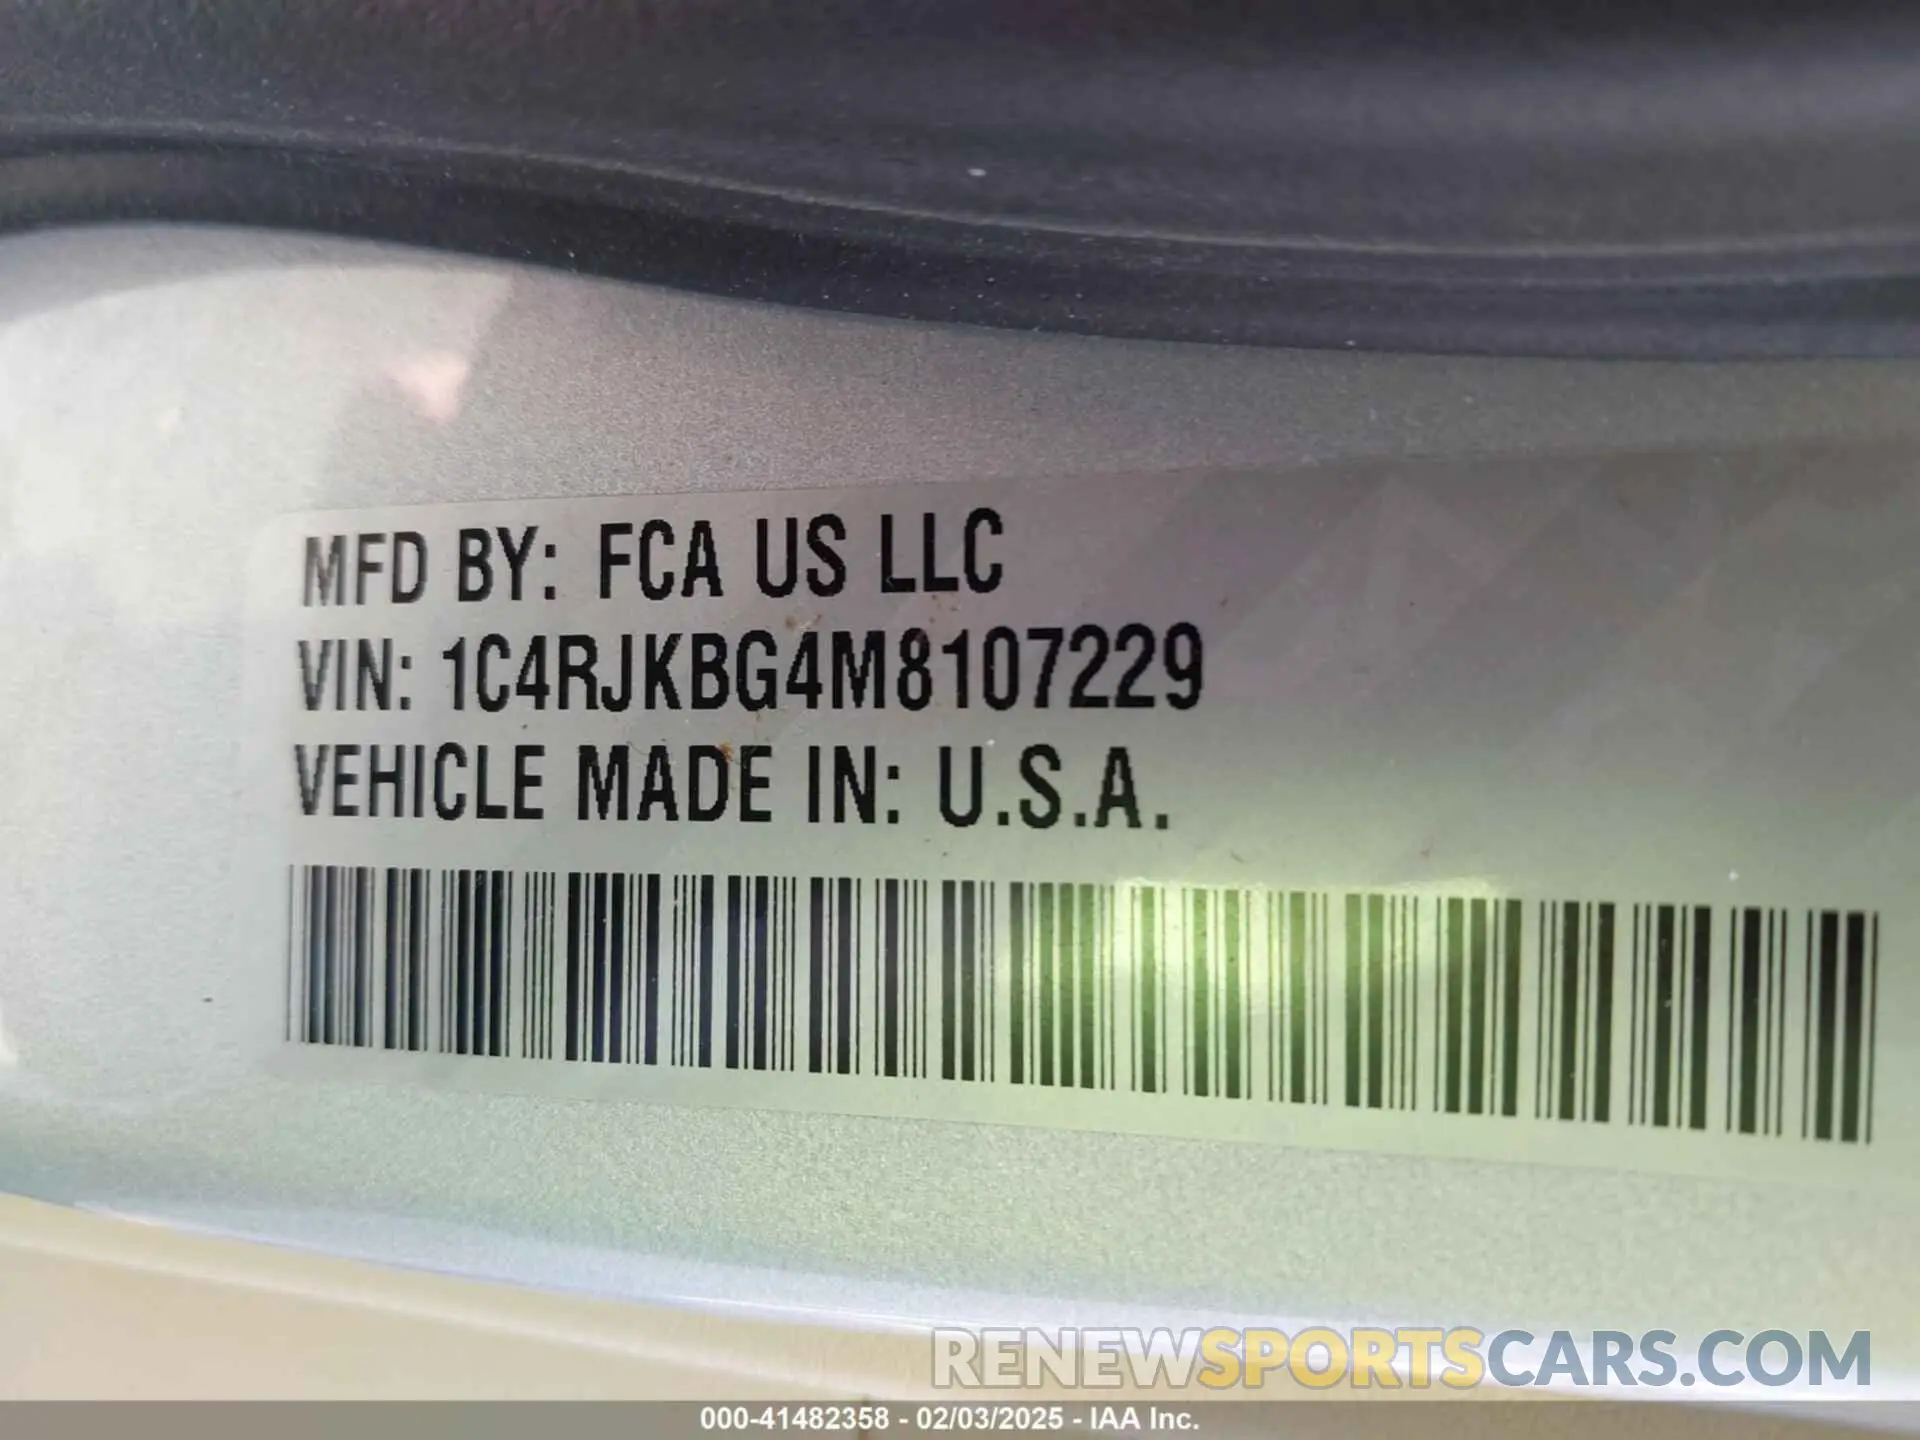 MFD BY: FCA US LLC
VIN: 1C4RJKBG4M8107229
VEHICLE MADE IN: U.S.A.
RENEWSPORTSCARS.COM
000-41482358 - 02/03/2025 - IAA Inc.